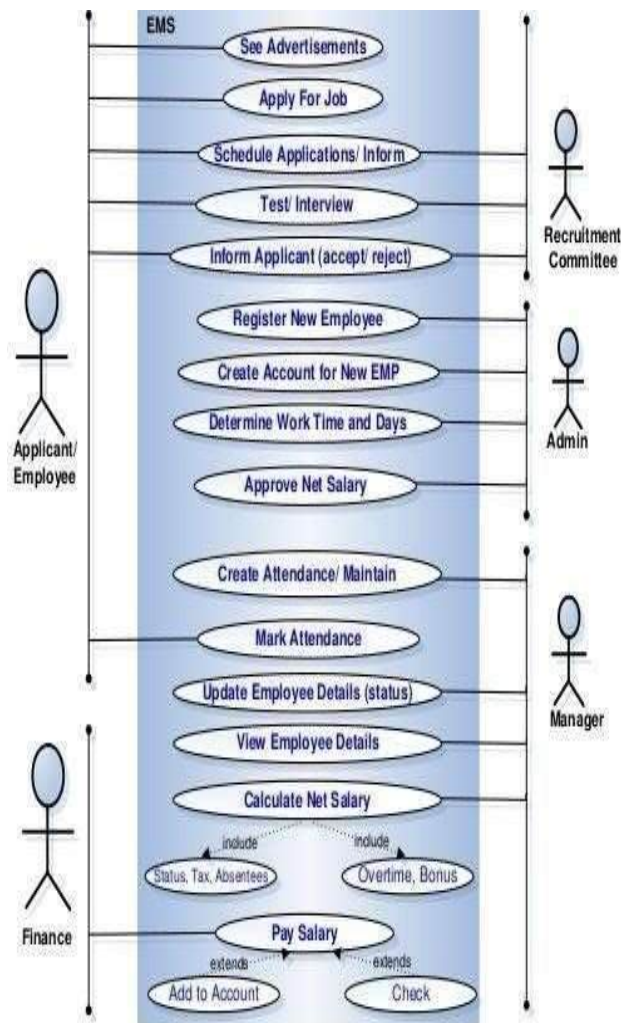 EMS
See Advertisements
Apply For Job
Schedule Applications/ Inform
Test/ Interview
Recruitment
Committee
Inform Applicant (accept/ reject)
Register New Employee
Create Account for New EMP
Determine Work Time and Days
Admin
Applicant/
Employee
Approve Net Salary
Create Attendance/ Maintain
Mark Attendance
Update Employee Details (status)
Manager
View Employee Details
Calculate Net Salary
include
include
Status, Tax, Absentees
Overtime, Bonus
Finance
Pay Salary
extends
extends
Add to Account
Check